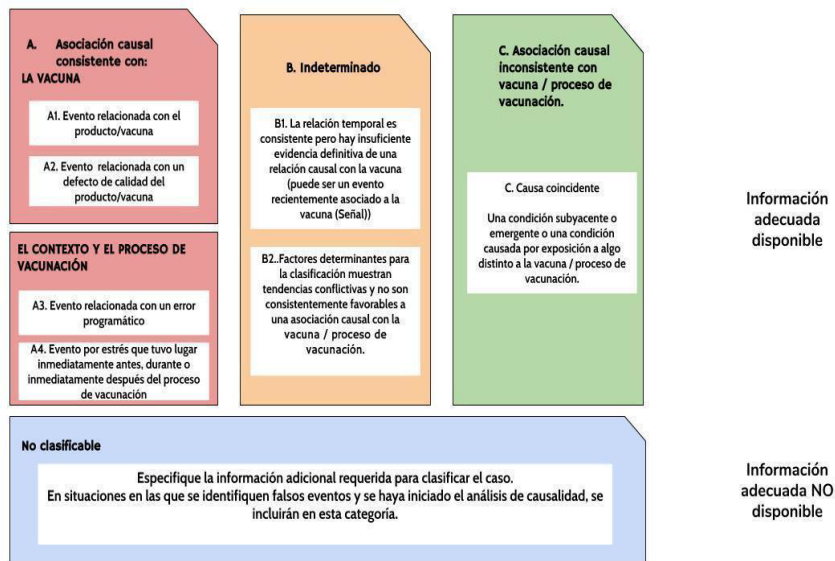 A. Asociación causal
consistente con:
LA VACUNA
A1. Evento relacionada con el
producto/vacuna
A2. Evento relacionada con un
defecto de calidad del
producto/vacuna
EL CONTEXTO Y EL PROCESO DE
VACUNACIÓN
A3. Evento relacionada con un error
programático
A4. Evento por estrés que tuvo lugar
inmediatamente antes, durante o
inmediatamente después del proceso
de vacunación
B. Indeterminado
B1. La relación temporal es
consistente pero hay insuficiente
evidencia definitiva de una
relación causal con la vacuna
(puede ser un evento
recientemente asociado a la
vacuna (Señal))
B2..Factores determinantes para
la clasificación muestran
tendencias conflictivas y no son
consistentemente favorables a
una asociación causal con la
vacuna / proceso de
vacunación.
C. Asociación causal
inconsistente con
vacuna / proceso de
vacunación.
C. Causa coincidente
Una condición subyacente o
emergente o una condición
causada por exposición a algo
distinto a la vacuna / proceso de
vacunación.
Información
adecuada
disponible
No clasificable
Especifique la información adicional requerida para clasificar el caso.
En situaciones en las que se identifiquen falsos eventos y se haya iniciado el análisis de causalidad, se
incluirán en esta categoría.
Información
adecuada NO
disponible